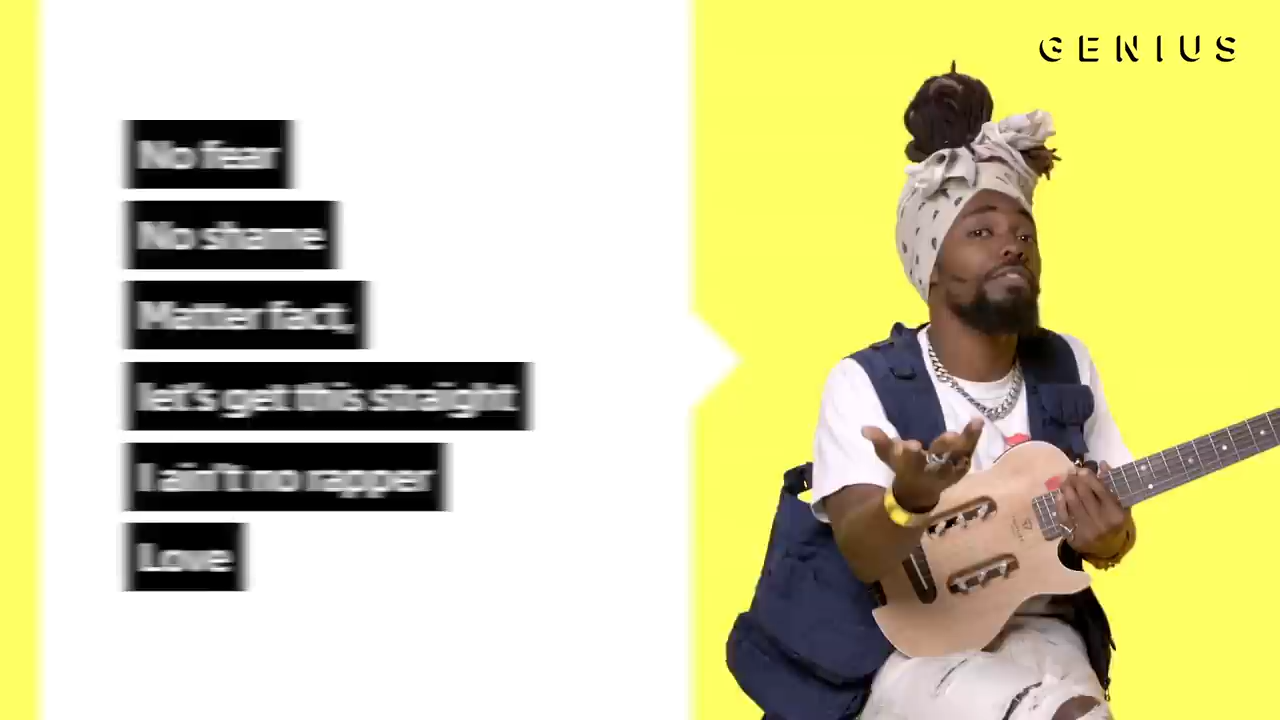 GENIUS
No fear
No shame
Matter fact,
let's get this straight
I ain't no rapper
Love